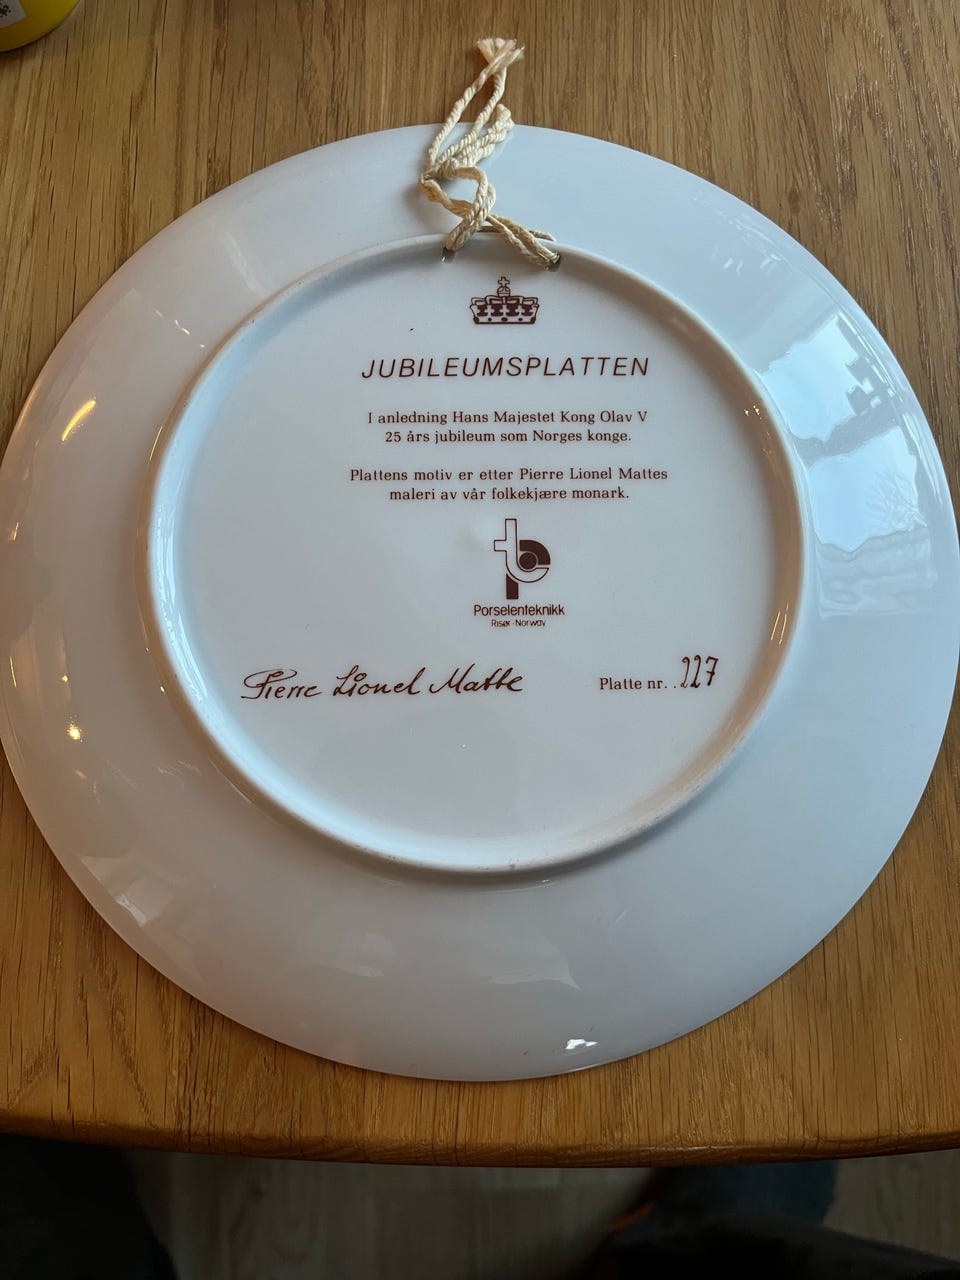 JUBILEUMSPLATTEN
I anledning Hans Majestet Kong Olav V
25 års jubileum som Norges konge.
Plattens motiv er etter Pierre Lionel Mattes
maleri av vår folkekjære monark.
Porselenteknikk
Risør - Norway
Pierre Lionel Matte
Platte nr. . 227